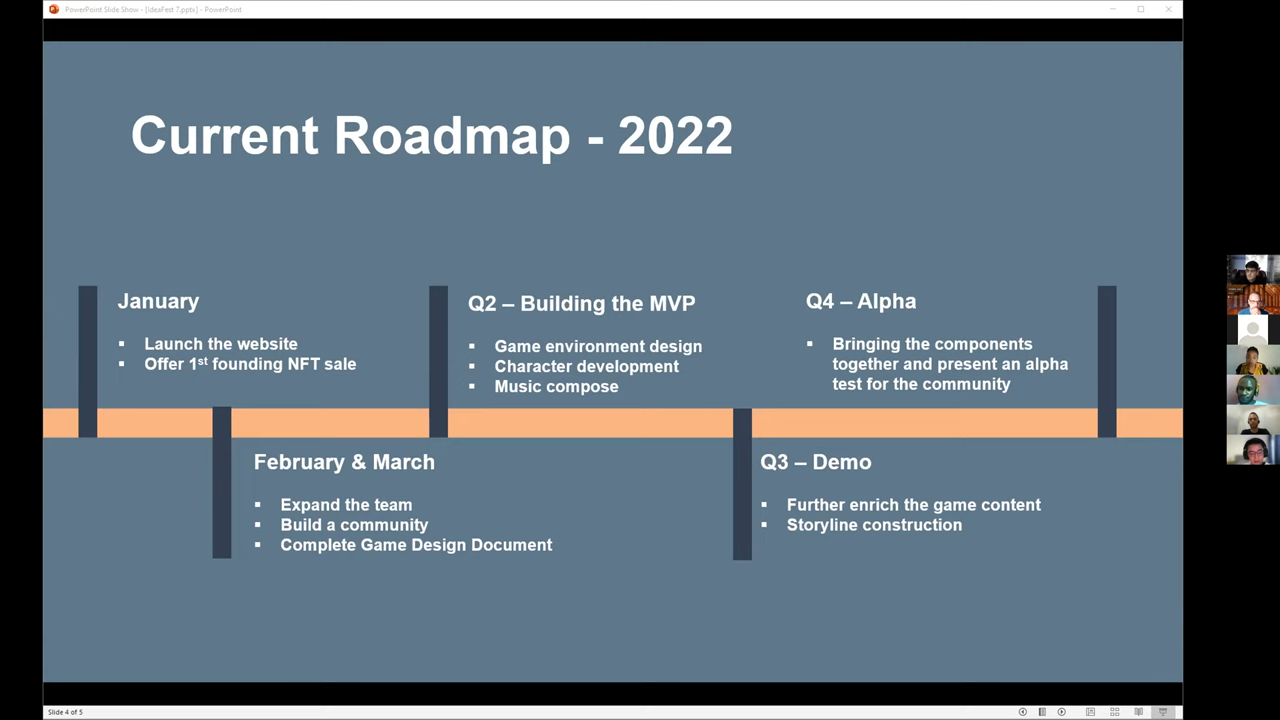 PowerPoint Slide Show - [IdeaFest 7.pptx] - PowerPoint
Current Roadmap - 2022
January
▪ Launch the website
▪ Offer 1st founding NFT sale
Q2 – Building the MVP
▪ Game environment design
▪ Character development
▪ Music compose
Q4 – Alpha
▪ Bringing the components
together and present an alpha
test for the community
February & March
▪ Expand the team
▪ Build a community
▪ Complete Game Design Document
Q3 – Demo
▪ Further enrich the game content
▪ Storyline construction
Slide 4 of 5